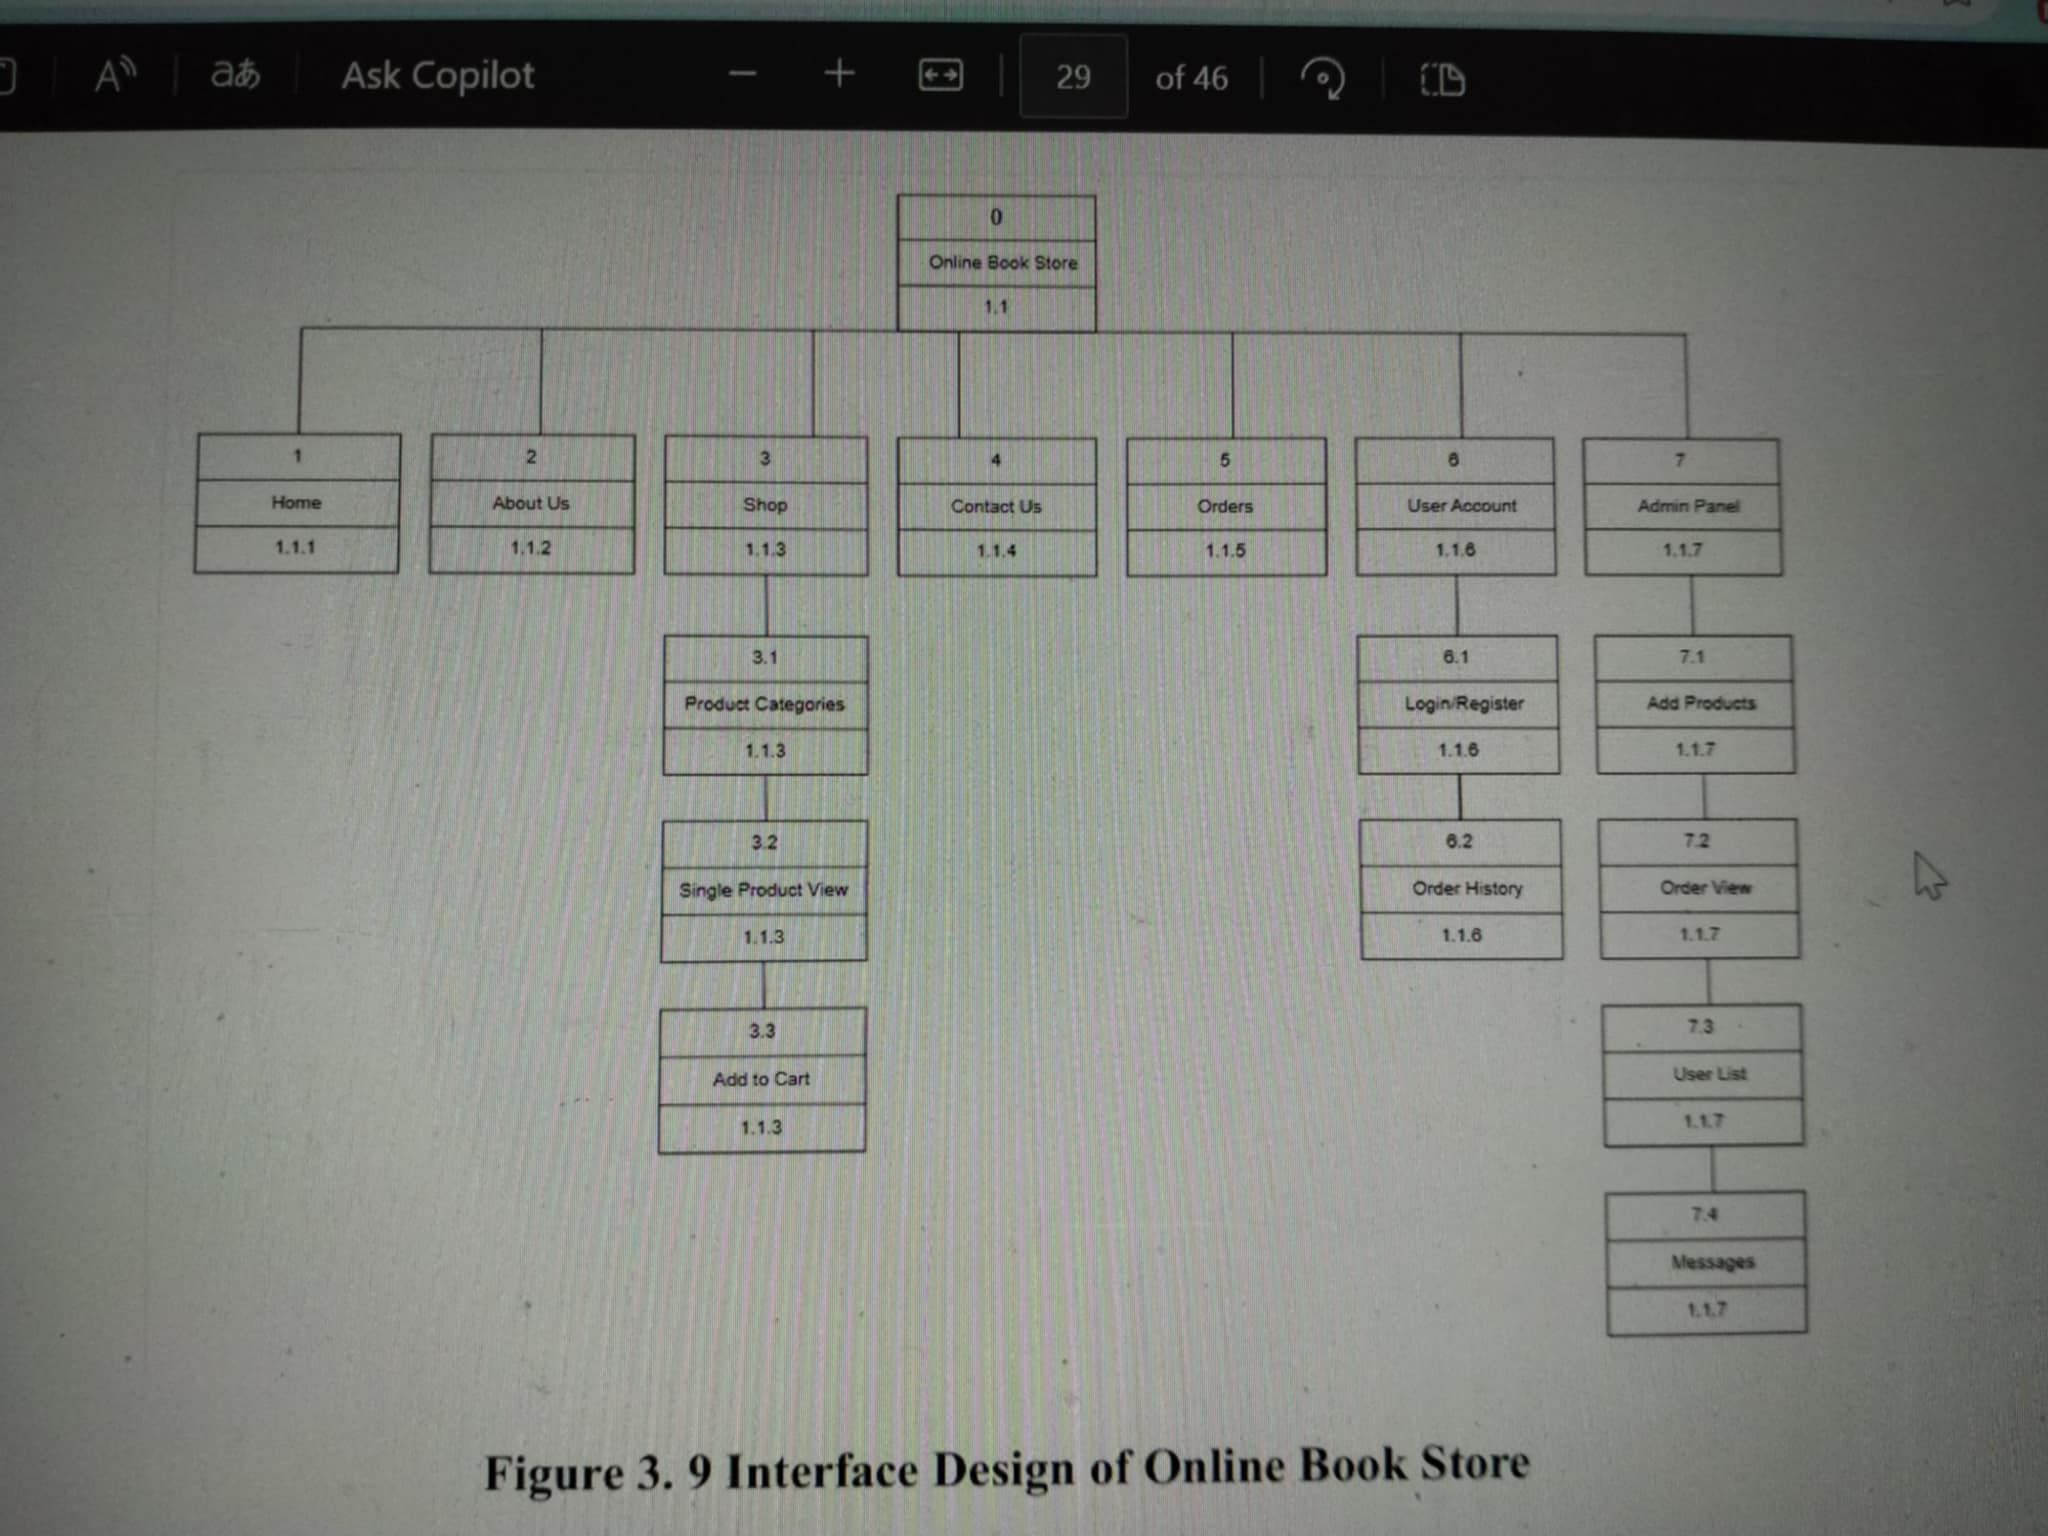 A aあ Ask Copilot − + 29 of 46
0
Online Book Store
1.1
1
Home
1.1.1
2
About Us
1.1.2
3
Shop
1.1.3
4
Contact Us
1.1.4
5
Orders
1.1.5
6
User Account
1.1.6
7
Admin Panel
1.1.7
3.1
Product Categories
1.1.3
3.2
Single Product View
1.1.3
3.3
Add to Cart
1.1.3
6.1
Login/Register
1.1.6
6.2
Order History
1.1.6
7.1
Add Products
1.1.7
7.2
Order View
1.1.7
7.3
User List
1.1.7
7.4
Messages
1.1.7
Figure 3. 9 Interface Design of Online Book Store